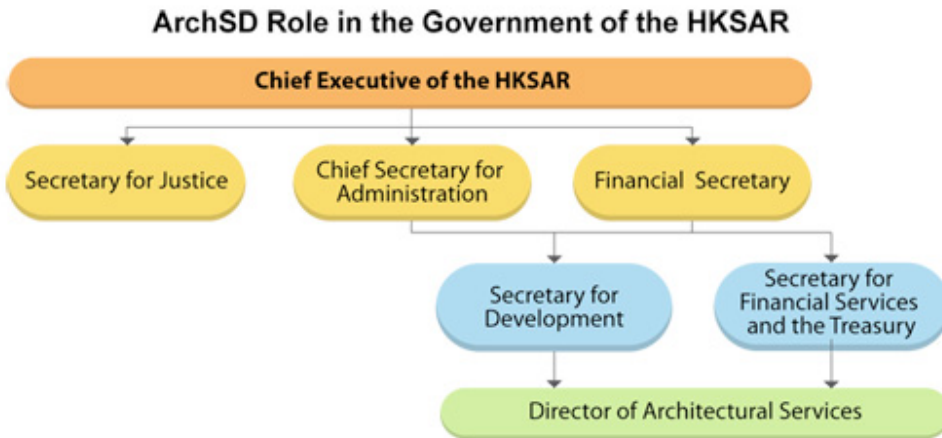 ArchSD Role in the Government of the HKSAR
Chief Executive of the HKSAR
Secretary for Justice
Chief Secretary for
Administration
Financial Secretary
Secretary for
Development
Secretary for
Financial Services
and the Treasury
Director of Architectural Services